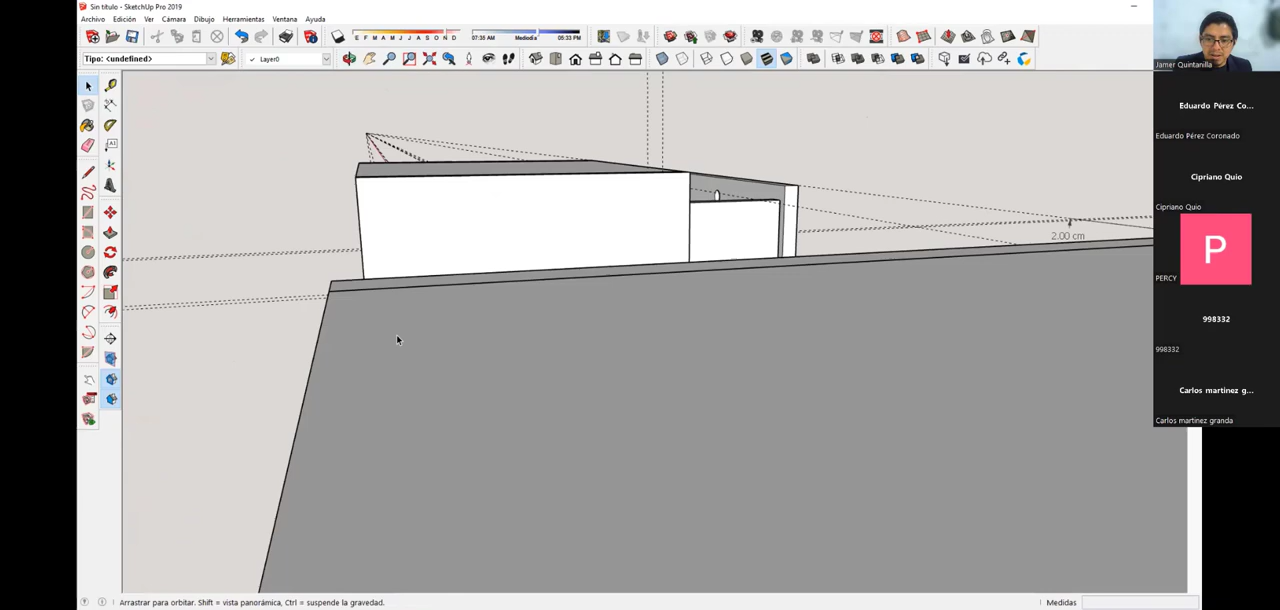 Sin título - SketchUp Pro 2019
Archivo Edición Ver Cámara Dibujo Herramientas Ventana Ayuda
E F M A M J J A S O N D
07:35 AM Mediodía 05:33 PM
Tipo: <undefined>
Layer0
A1
2.00 cm
Jamer Quintanilla
Eduardo Pérez Co...
Eduardo Pérez Coronado
Cipriano Quio
Cipriano Quio
P
PERCY
998332
998332
Carlos martinez g...
Carlos martinez granda
Arrastrar para orbitar. Shift = vista panorámica, Ctrl = suspende la gravedad.
Medidas